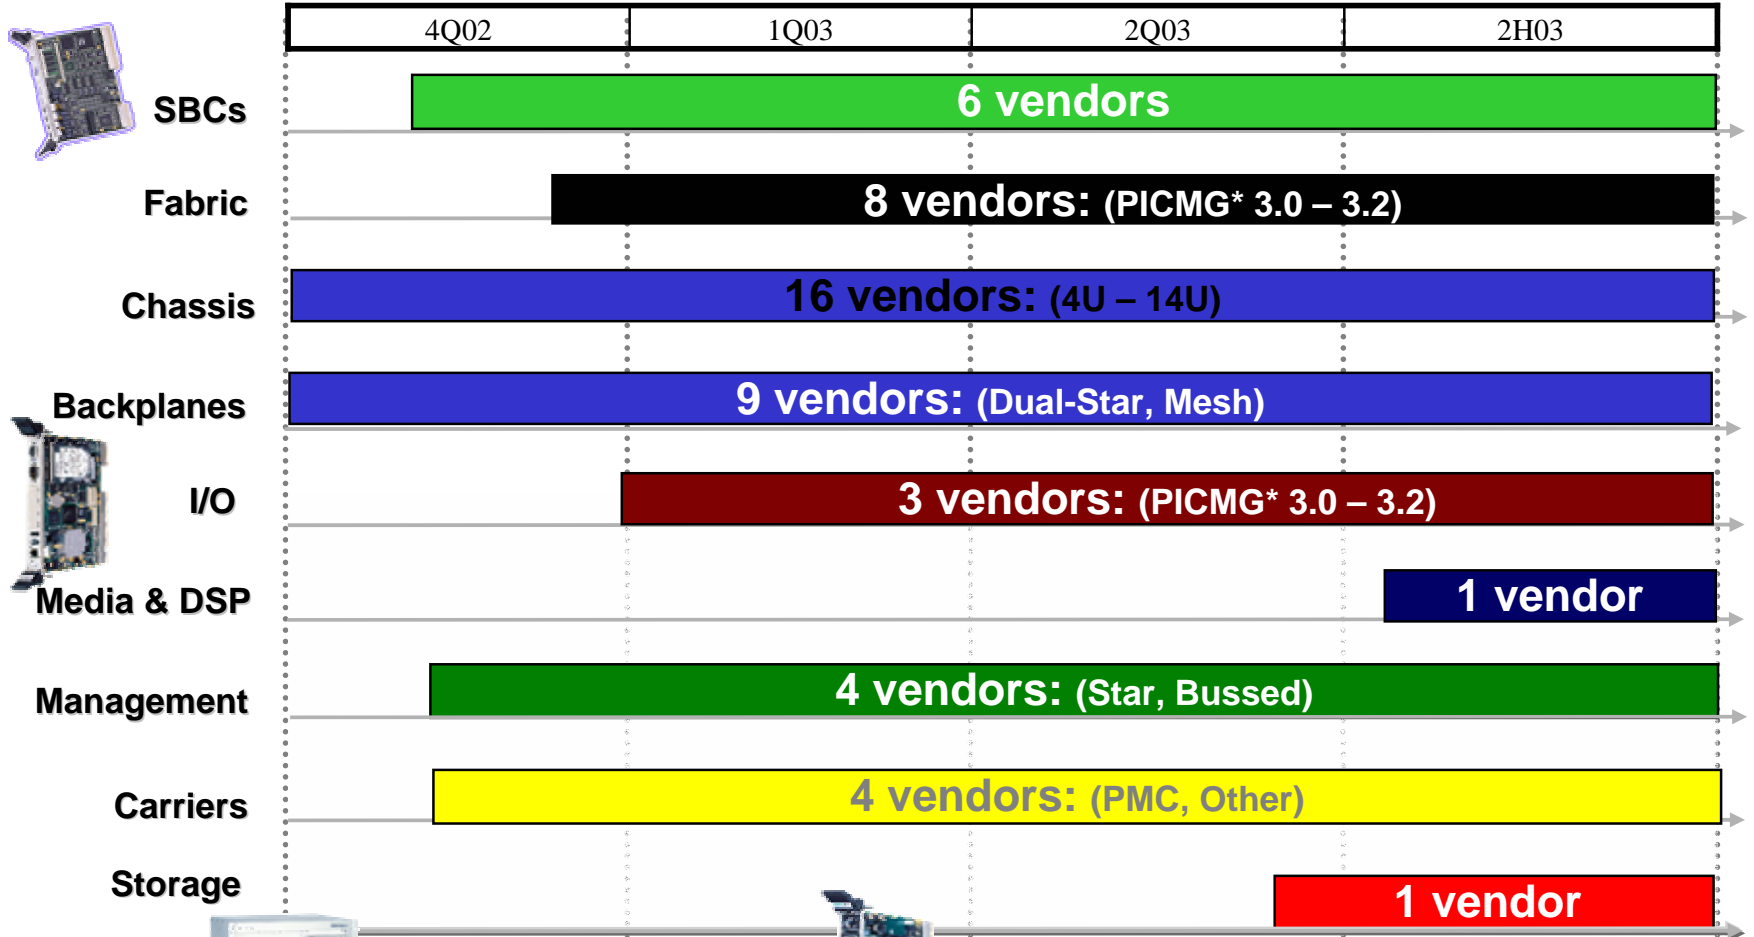 4Q02 1Q03 2Q03 2H03
SBCs 6 vendors
Fabric 8 vendors: (PICMG* 3.0 – 3.2)
Chassis 16 vendors: (4U – 14U)
Backplanes 9 vendors: (Dual-Star, Mesh)
I/O 3 vendors: (PICMG* 3.0 – 3.2)
Media & DSP 1 vendor
Management 4 vendors: (Star, Bussed)
Carriers 4 vendors: (PMC, Other)
Storage 1 vendor